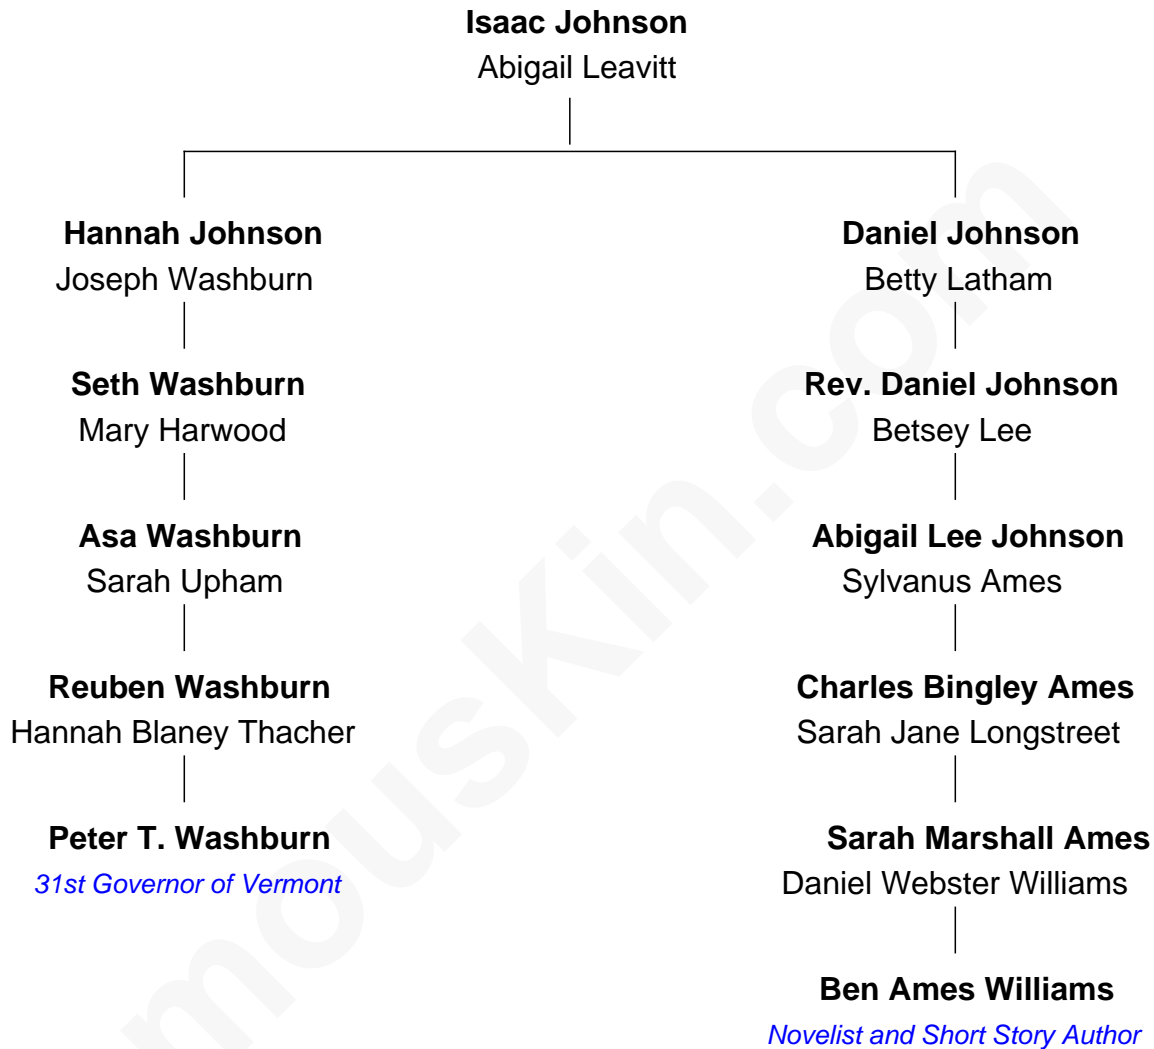 Isaac Johnson
Abigail Leavitt
Hannah Johnson
Joseph Washburn
Daniel Johnson
Betty Latham
Seth Washburn
Mary Harwood
Rev. Daniel Johnson
Betsey Lee
Asa Washburn
Sarah Upham
Abigail Lee Johnson
Sylvanus Ames
Reuben Washburn
Hannah Blaney Thacher
Charles Bingley Ames
Sarah Jane Longstreet
Peter T. Washburn
31st Governor of Vermont
Sarah Marshall Ames
Daniel Webster Williams
Ben Ames Williams
Novelist and Short Story Author
mouskin.com